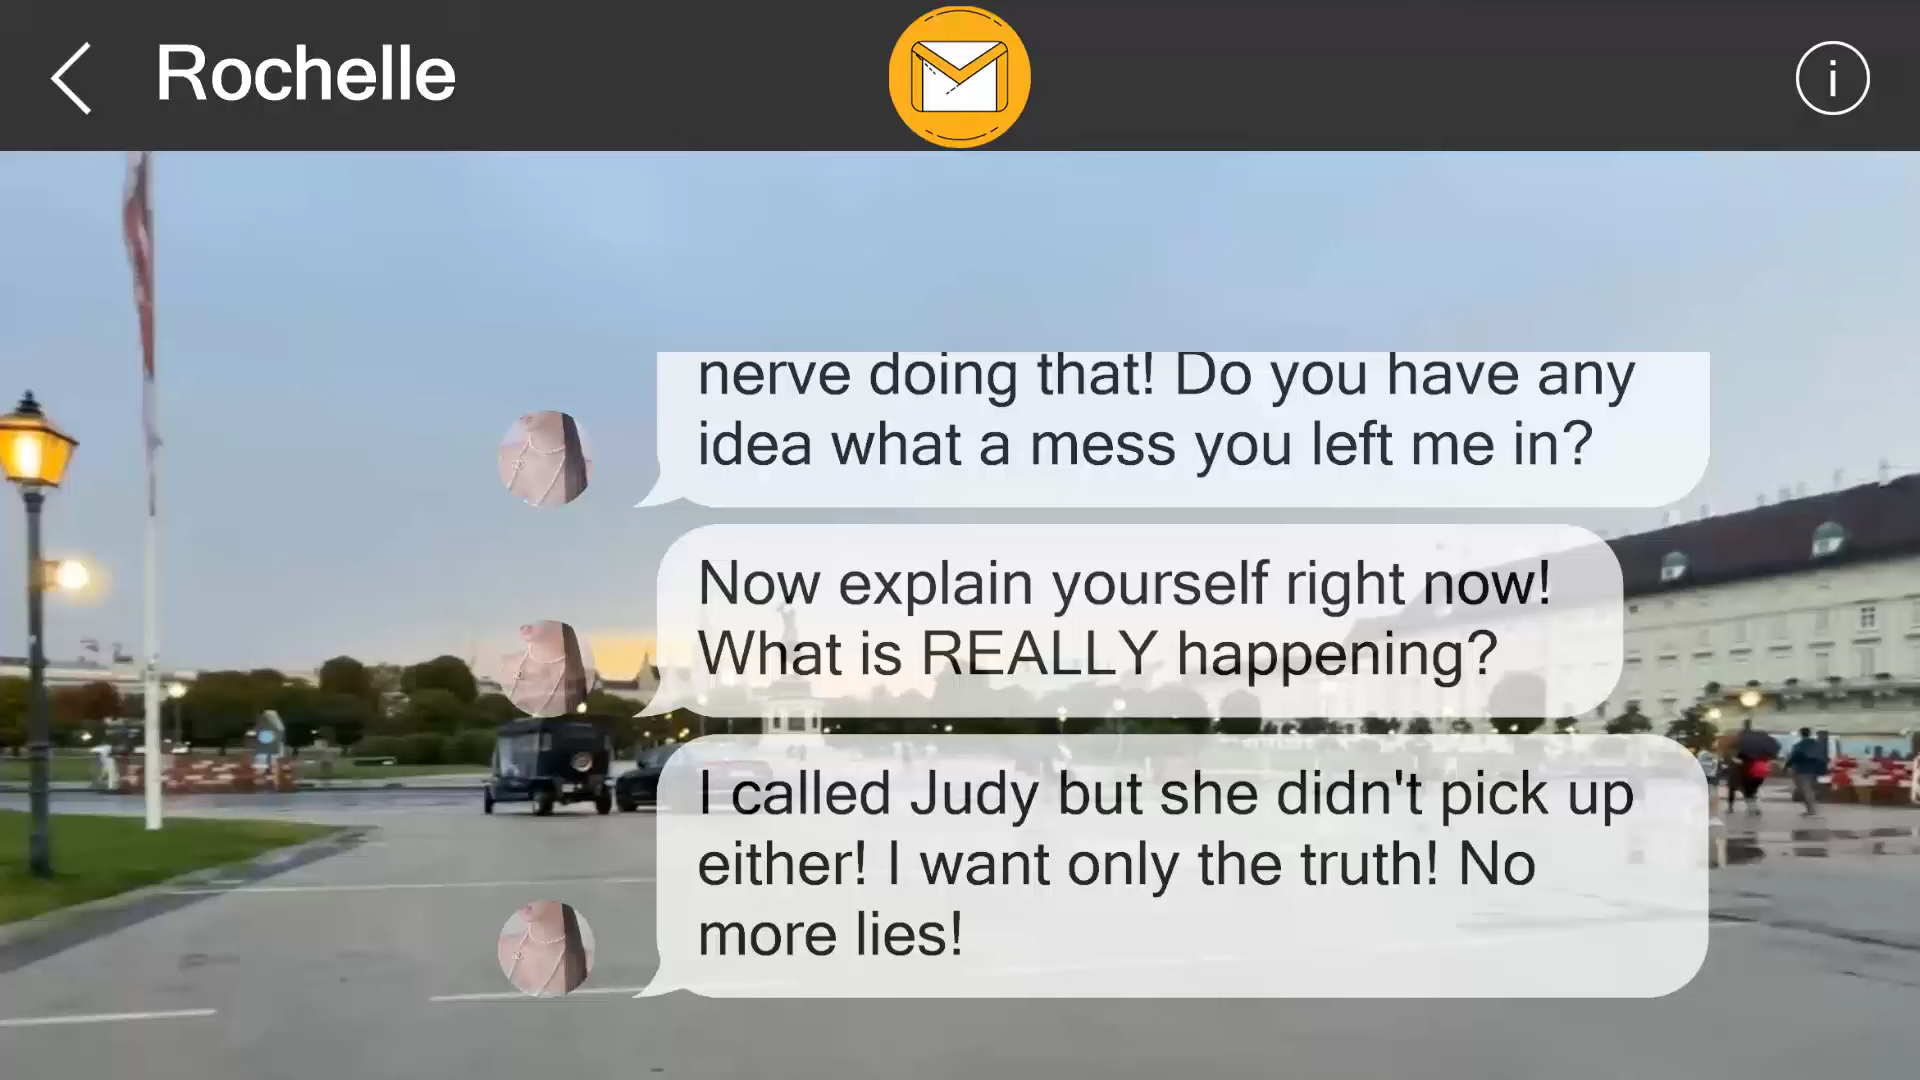 Rochelle
i
nerve doing that! Do you have any
idea what a mess you left me in?
Now explain yourself right now!
What is REALLY happening?
I called Judy but she didn't pick up
either! I want only the truth! No
more lies!